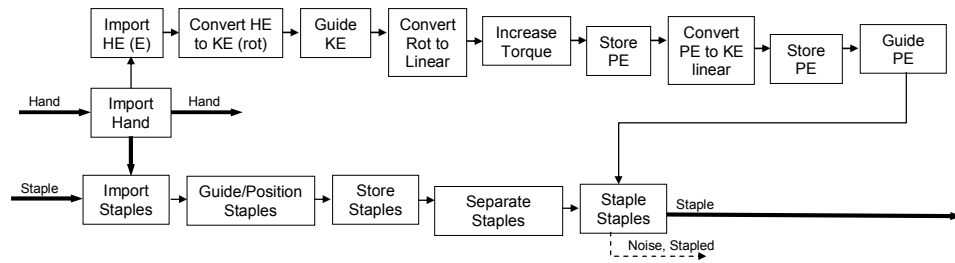 Import
HE (E)
Convert HE
to KE (rot)
Guide
KE
Convert
Rot to
Linear
Increase
Torque
Store
PE
Convert
PE to KE
linear
Store
PE
Guide
PE
Hand
Import
Hand
Hand
Staple
Import
Staples
Guide/Position
Staples
Store
Staples
Separate Staples
Staple
Staples
Staple
Noise, Stapled